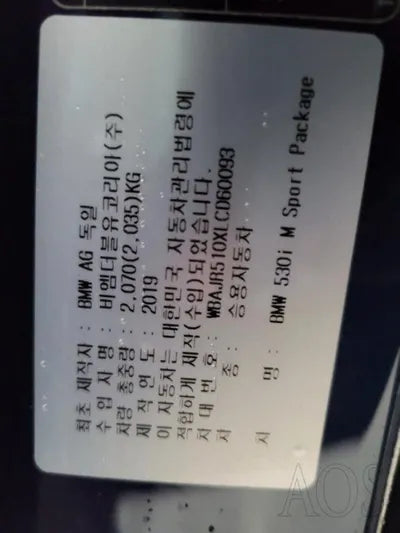 최초 제작자 : BMW AG 독일
수 입 사 명 : 비엠더블유코리아(주)
차량 총중량 : 2,070(2,035)KG
제 작 연 도 : 2019
이 자동차는 대한민국 자동차관리법령에
적합하게 제작(수입)되었습니다.
차 대 번 호 : WBAJR510XLCD60093
차 종 : 승용자동차
차 명 : BMW 530i M Sport Package
AOS